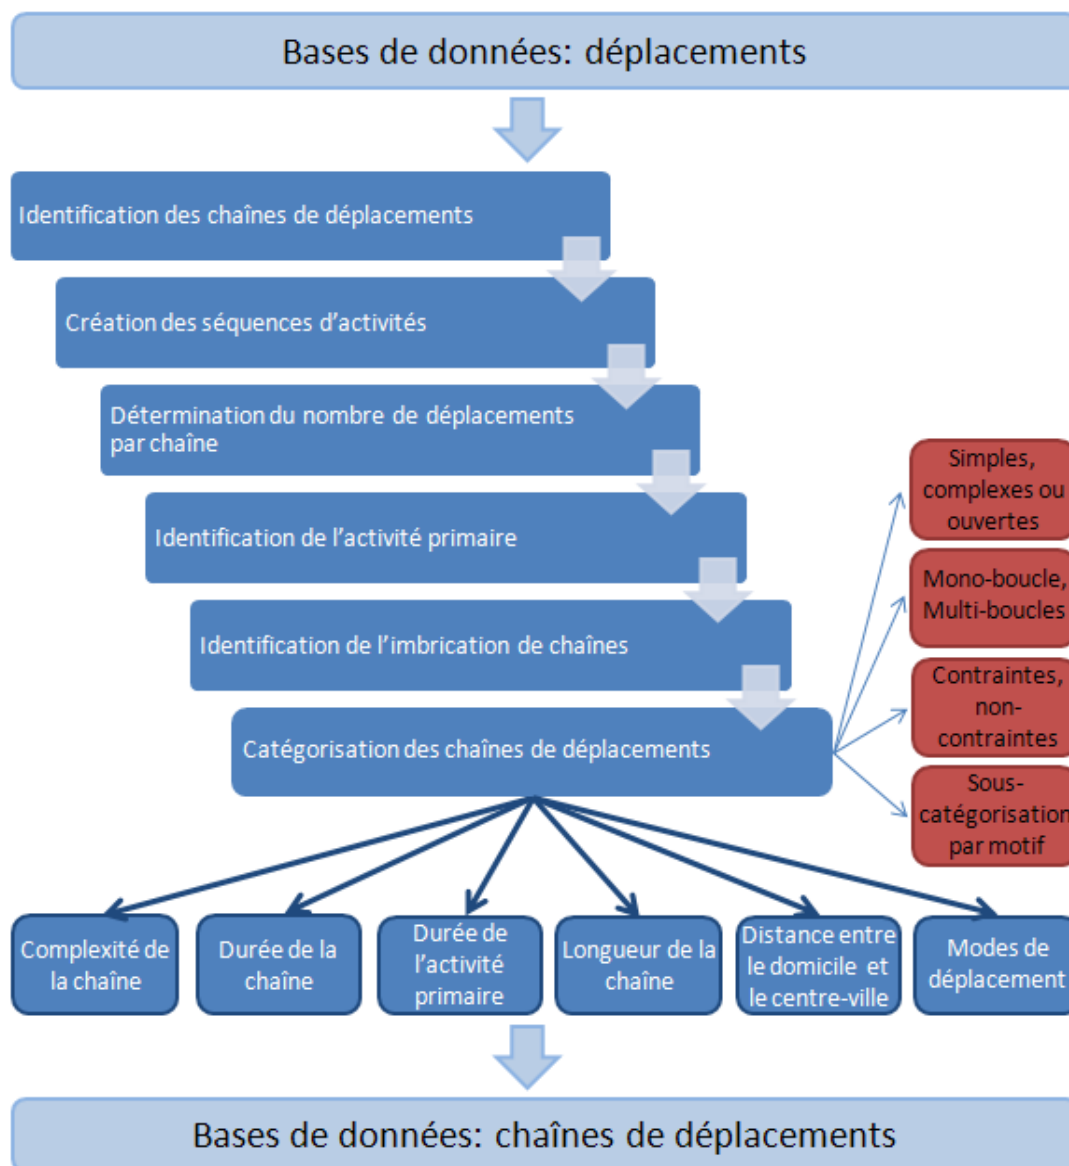 Bases de données: déplacements
Identification des chaînes de déplacements
Création des séquences d'activités
Détermination du nombre de déplacements
par chaîne
Identification de l'activité primaire
Identification de l'imbrication de chaînes
Catégorisation des chaînes de déplacements
Simples,
complexes ou
ouvertes
Mono-boucle,
Multi-boucles
Contraintes,
non-
contraintes
Sous-
catégorisation
par motif
Complexité de
la chaîne
Durée de la
chaîne
Durée de
l'activité
primaire
Longueur de la
chaîne
Distance entre
le domicile et
le centre-ville
Modes de
déplacement
Bases de données: chaînes de déplacements